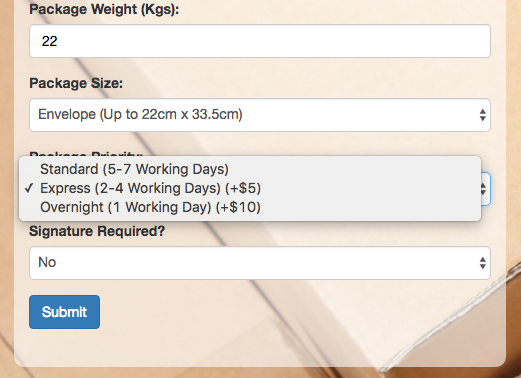 Package Weight (Kgs):
22
Package Size:
Envelope (Up to 22cm x 33.5cm)
Package Priority:
Standard (5-7 Working Days)
✓ Express (2-4 Working Days) (+$5)
Overnight (1 Working Day) (+$10)
Signature Required?
No
Submit